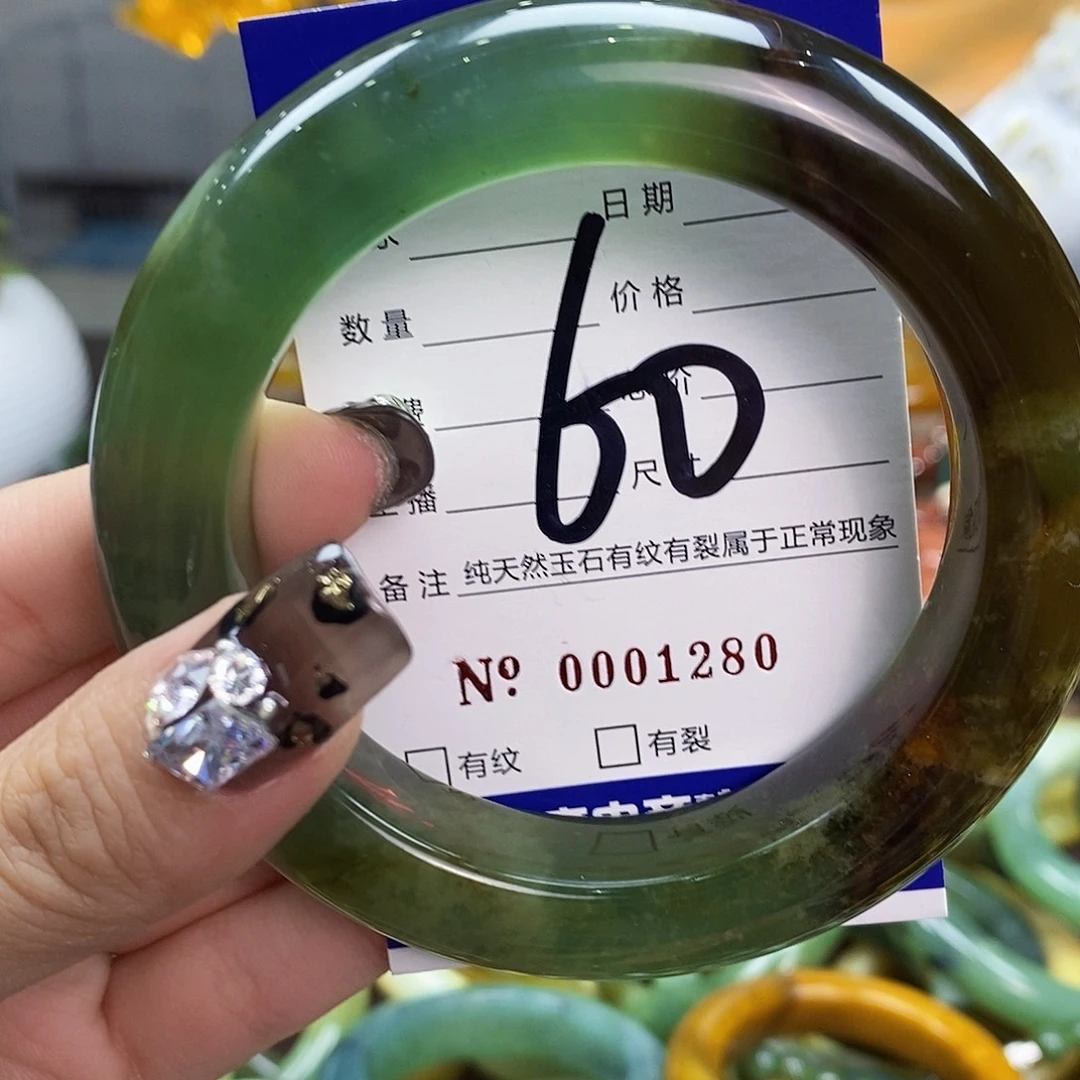 日期
数量
价格
60
尺寸
备注 纯天然玉石有纹有裂属于正常现象
Nº 0001280
有纹
有裂